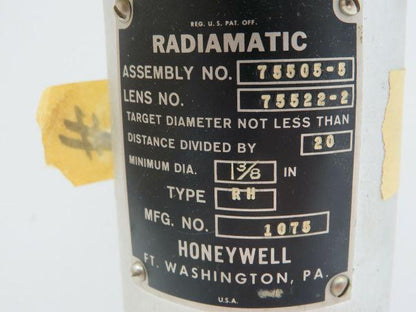 REG. U.S. PAT. OFF.
RADIAMATIC
ASSEMBLY NO. 75505-5
LENS NO. 75522-2
TARGET DIAMETER NOT LESS THAN
DISTANCE DIVIDED BY 20
MINIMUM DIA. 1 3/8 IN
TYPE RH
MFG. NO. 1075
HONEYWELL
FT. WASHINGTON, PA.
U.S.A.